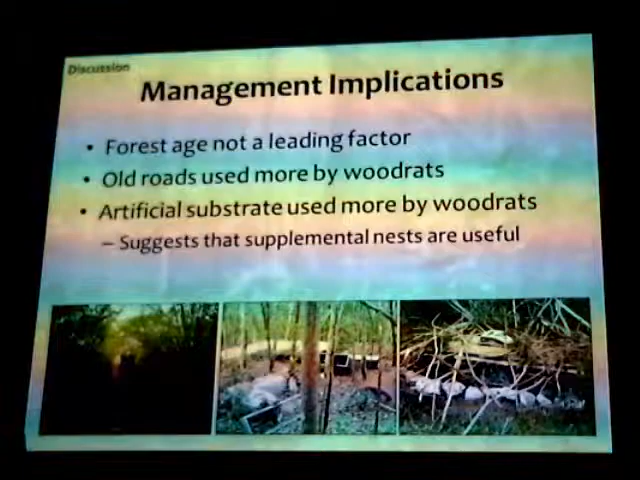 Discussion
Management Implications
• Forest age not a leading factor
• Old roads used more by woodrats
• Artificial substrate used more by woodrats
– Suggests that supplemental nests are useful